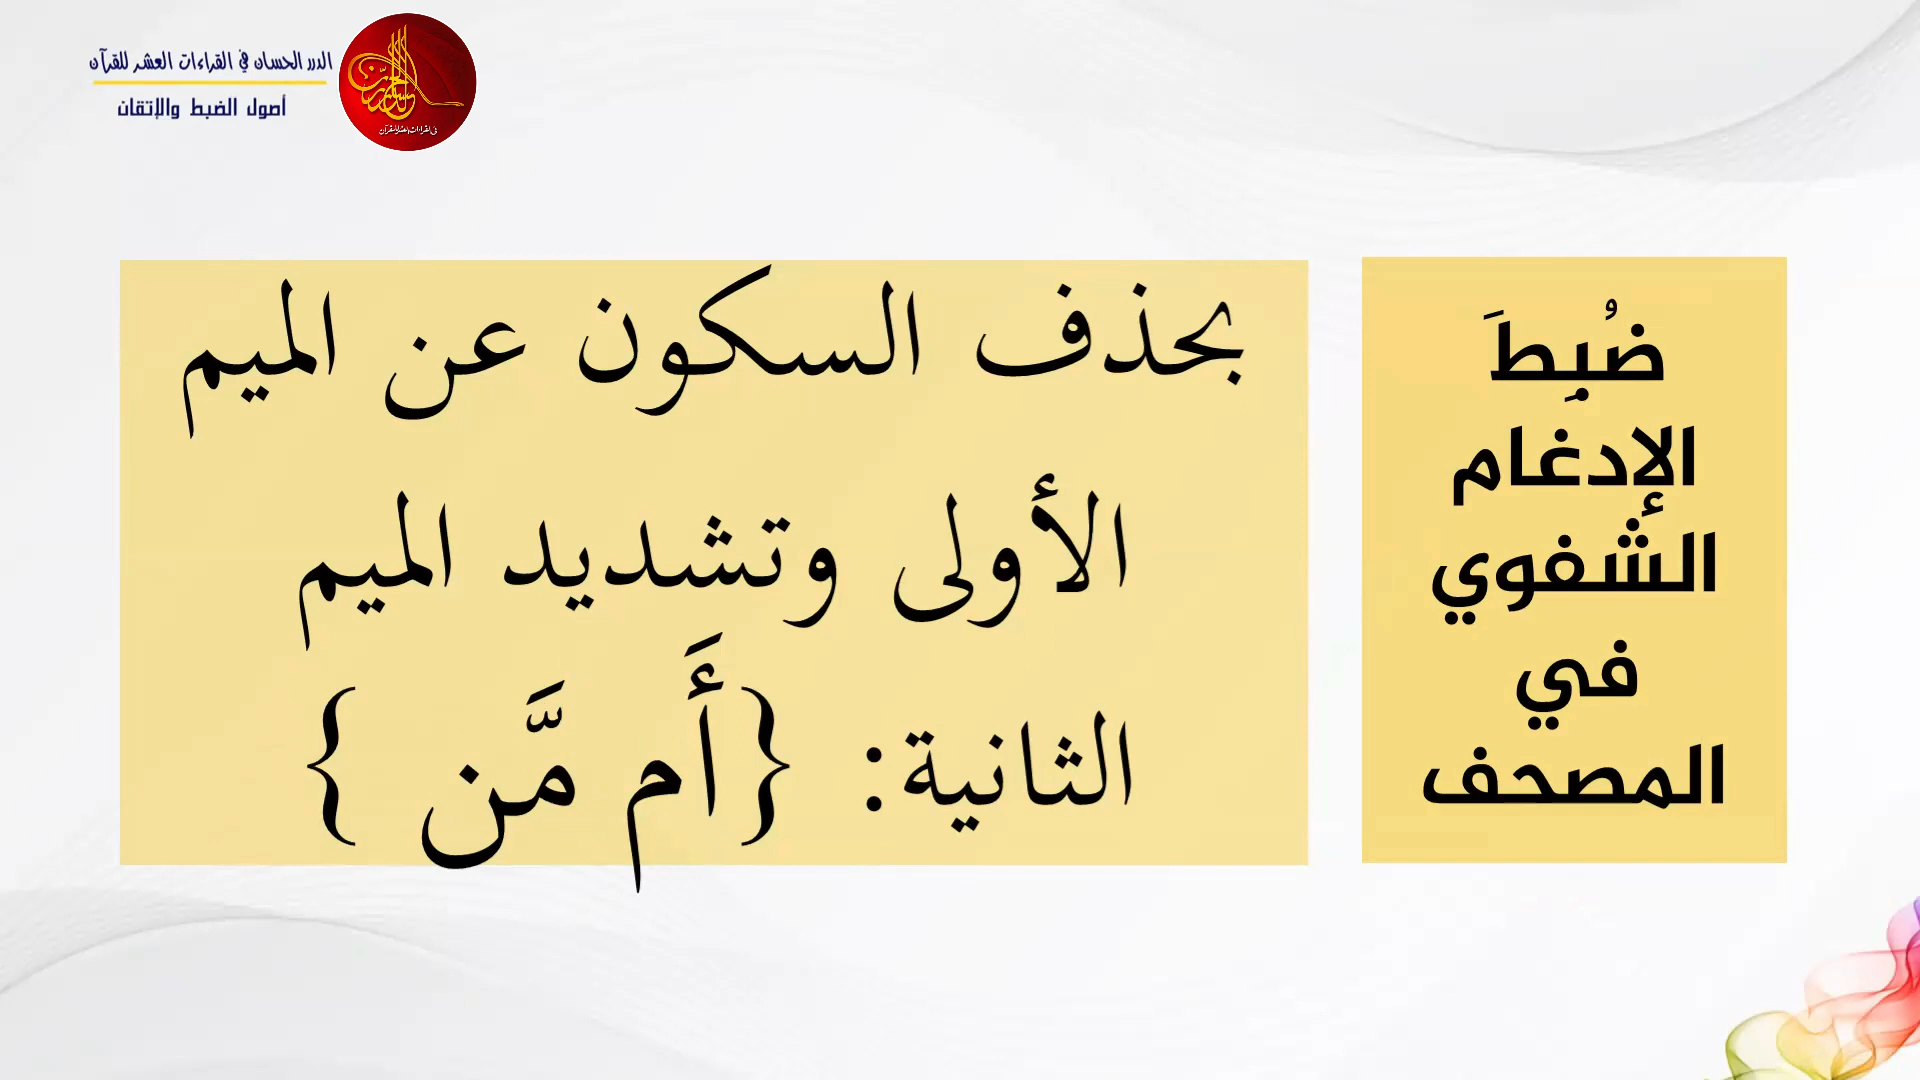 الدرر الحسان في القراءات العشر للقرآن
أصول الضبط والإتقان
ضُبِطَ
الإدغام
الشفوي
في
المصحف
بحذف السكون عن الميم
الأولى وتشديد الميم
الثانية: {أَم مَّن }